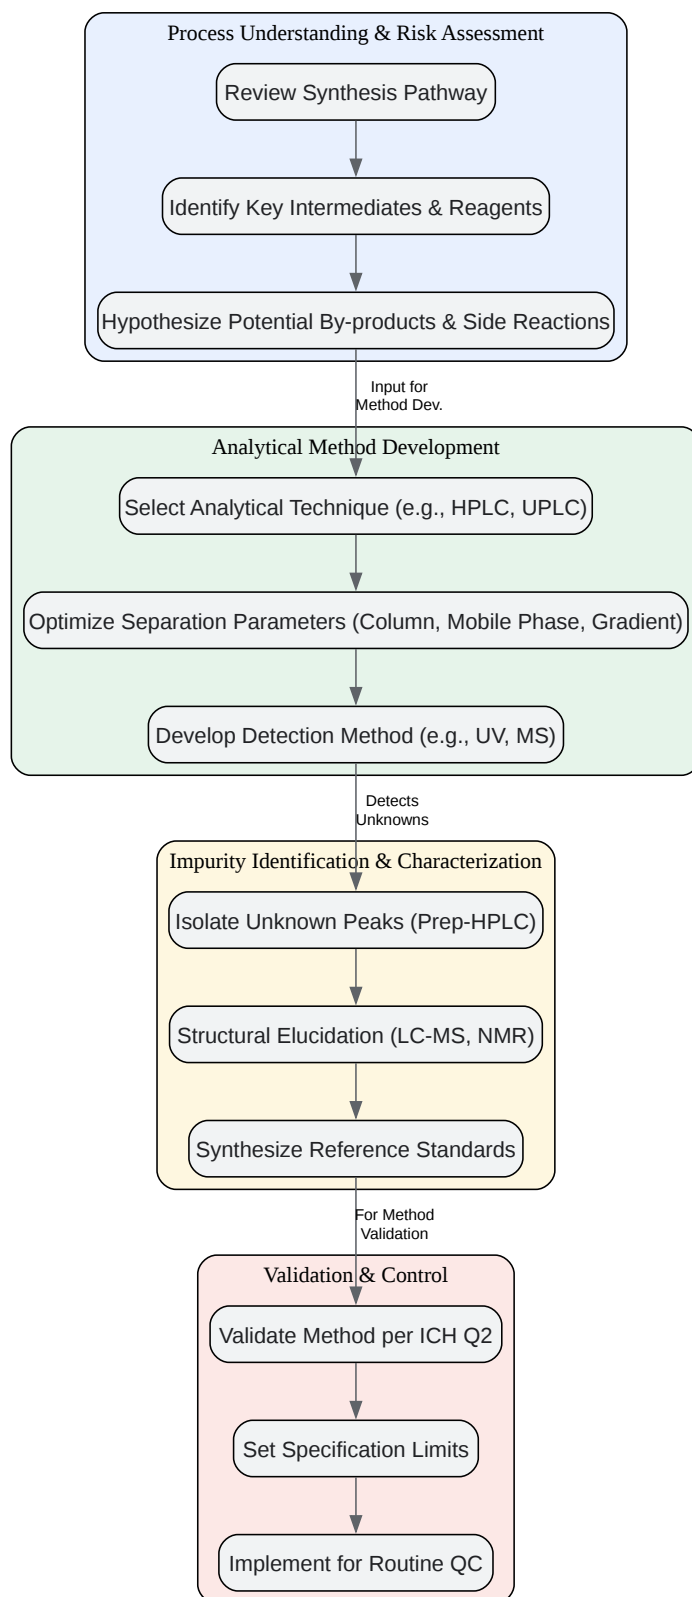 Process Understanding & Risk Assessment
Review Synthesis Pathway
Identify Key Intermediates & Reagents
Hypothesize Potential By-products & Side Reactions
Input for
Method Dev.
Analytical Method Development
Select Analytical Technique (e.g., HPLC, UPLC)
Optimize Separation Parameters (Column, Mobile Phase, Gradient)
Develop Detection Method (e.g., UV, MS)
Detects
Unknowns
Impurity Identification & Characterization
Isolate Unknown Peaks (Prep-HPLC)
Structural Elucidation (LC-MS, NMR)
Synthesize Reference Standards
For Method
Validation
Validation & Control
Validate Method per ICH Q2
Set Specification Limits
Implement for Routine QC